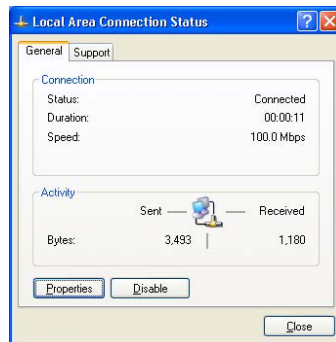 Local Area Connection Status
General Support
Connection
Status: Connected
Duration: 00:00:11
Speed: 100.0 Mbps
Activity
Sent Received
Bytes: 3,493 1,180
Properties Disable
Close